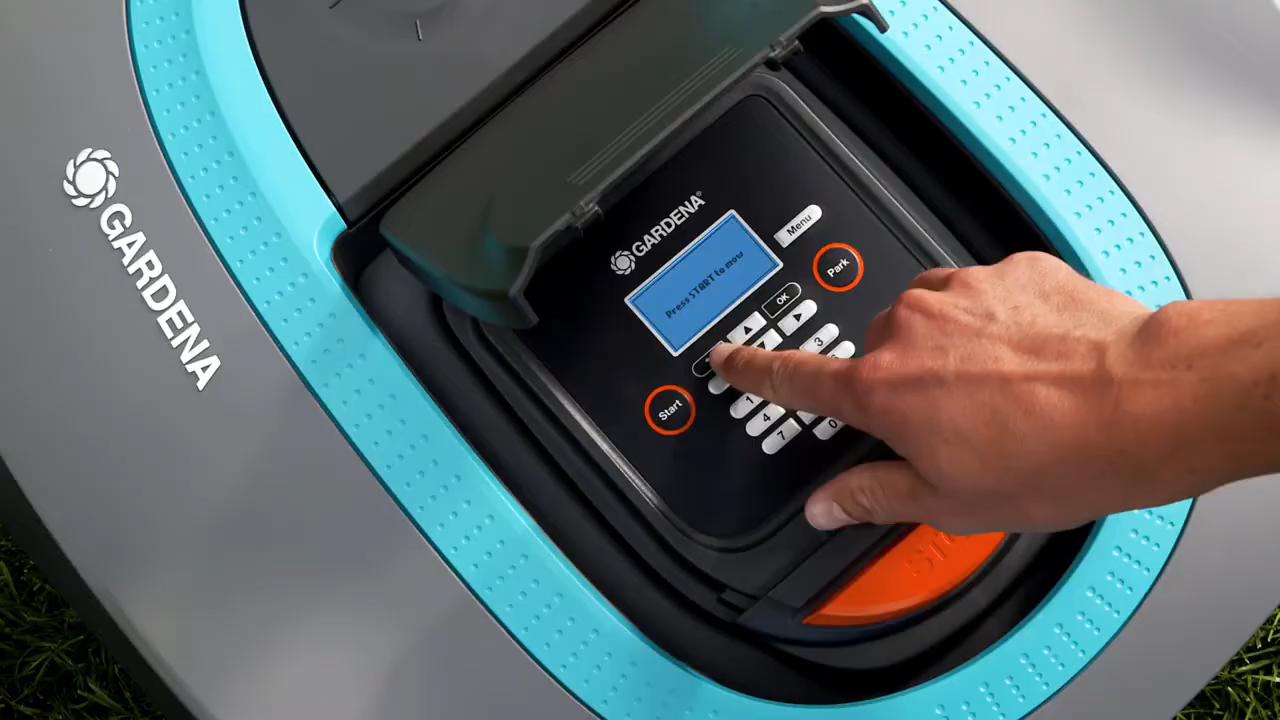 GARDENA
GARDENA®
Menu
Press START to mow
Park
OK
Start
3
1
4
7
0